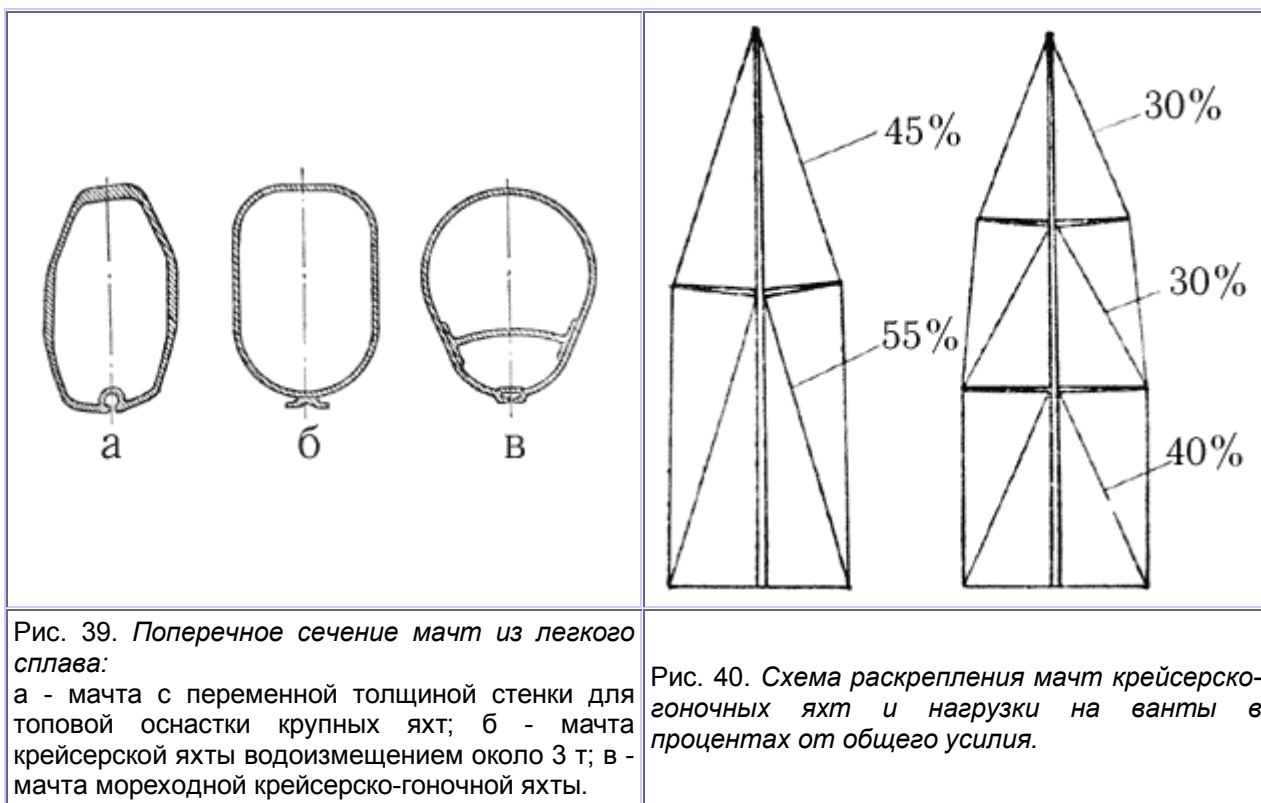 а
б
в
45%
55%
30%
30%
40%
Рис. 39. Поперечное сечение мачт из легкого
сплава:
а - мачта с переменной толщиной стенки для
топовой оснастки крупных яхт; б - мачта
крейсерской яхты водоизмещением около 3 т; в -
мачта мореходной крейсерско-гоночной яхты.
Рис. 40. Схема раскрепления мачт крейсерско-
гоночных яхт и нагрузки на ванты в
процентах от общего усилия.